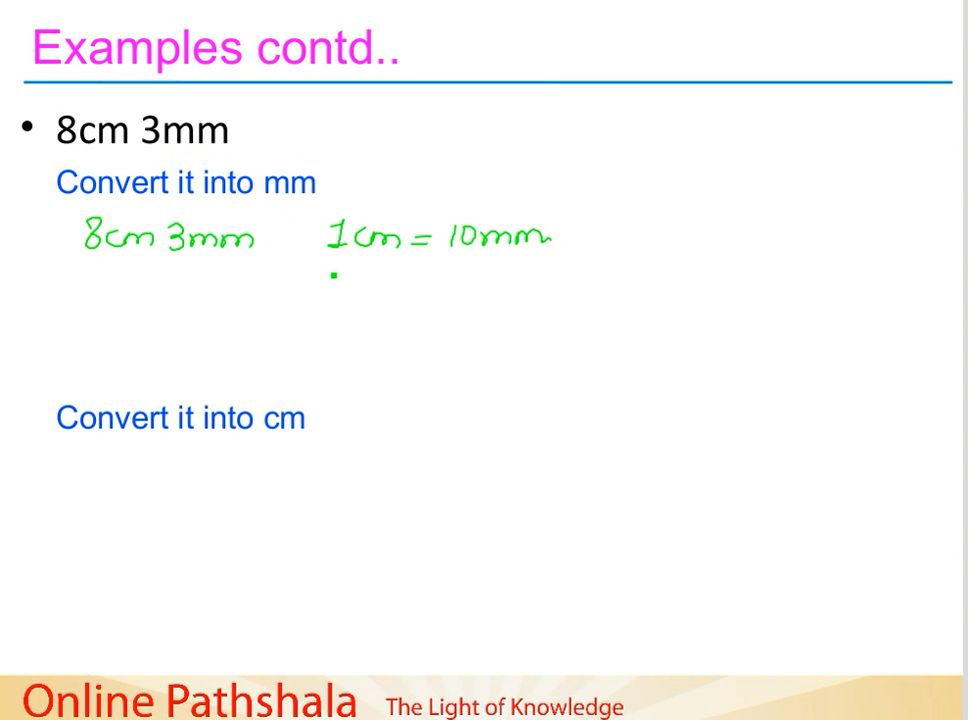 Examples contd..
• 8cm 3mm
Convert it into mm
8cm 3mm 1cm = 10mm
Convert it into cm
Online Pathshala The Light of Knowledge